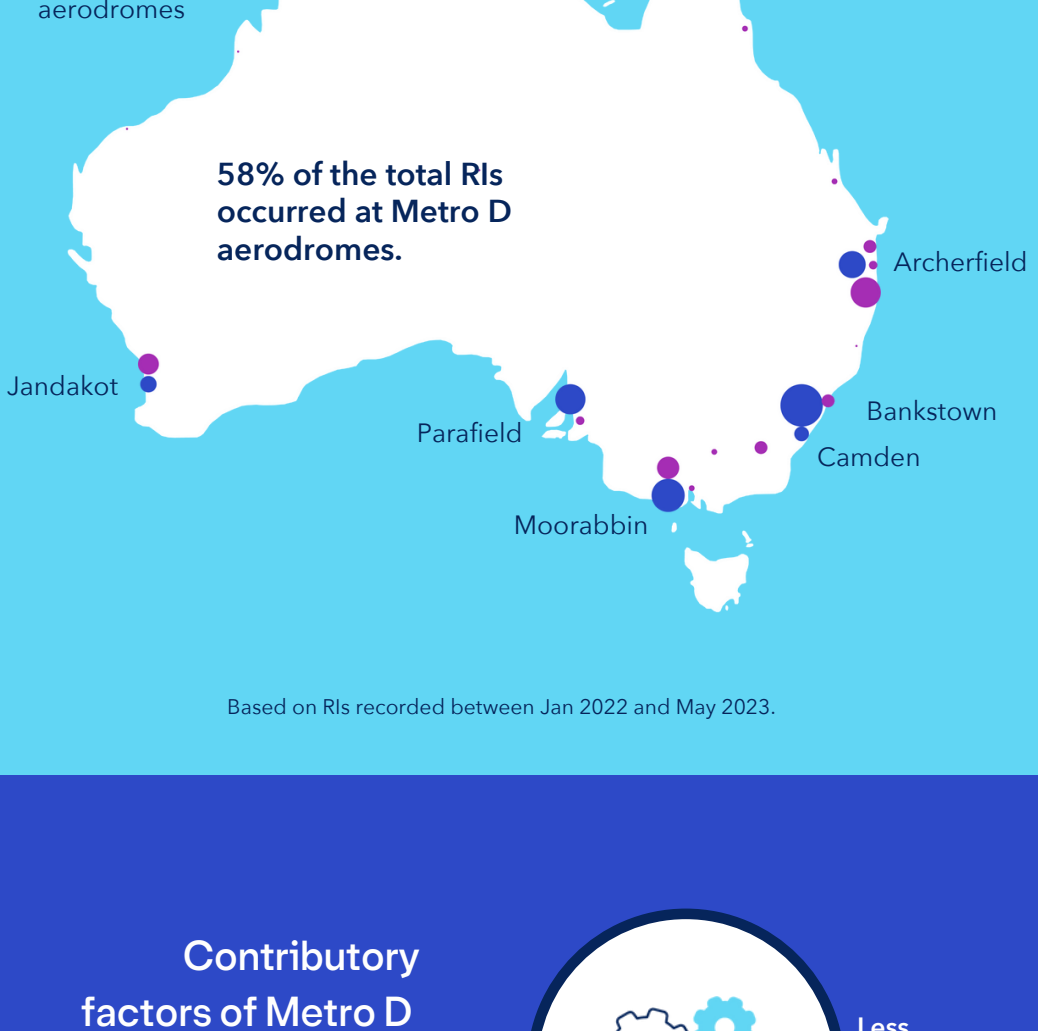 aerodromes
58% of the total RIs
occurred at Metro D
aerodromes.
Archerfield
Jandakot
Bankstown
Parafield
Camden
Moorabbin
Based on RIs recorded between Jan 2022 and May 2023.
Contributory
factors of Metro D
Less